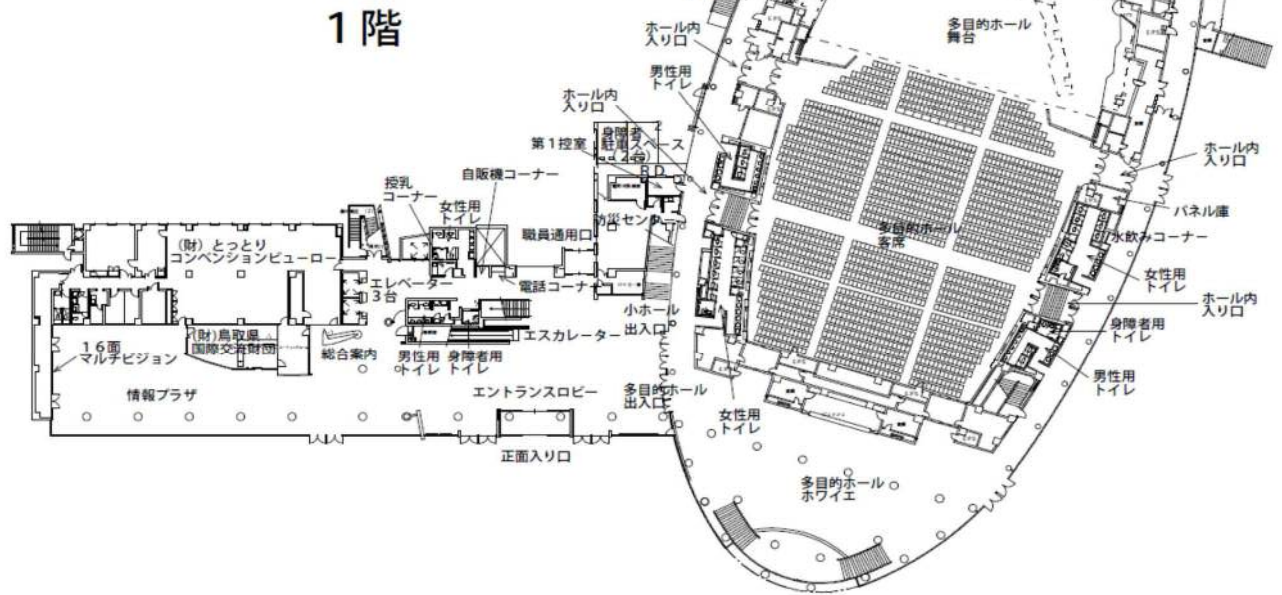 1階
多目的ホール
舞台
ホール内
入り口
男性用
トイレ
ホール内
入り口
第1控室
身障者
駐車スペース
(2台)
自販機コーナー
授乳
コーナー
女性用
トイレ
職員通用口
防災センター
ホール内
入り口
パネル庫
水飲みコーナー
多目的ホール
客席
女性用
トイレ
ホール内
入り口
身障者用
トイレ
男性用
トイレ
(財)とっとり
コンベンションビューロー
エレベーター
3台
電話コーナー
小ホール
出入口
エスカレーター
(財)鳥取県
国際交流財団
総合案内
男性用
トイレ
身障者用
トイレ
16面
マルチビジョン
情報プラザ
エントランスロビー
多目的ホール
出入口
女性用
トイレ
正面入り口
多目的ホール
ホワイエ